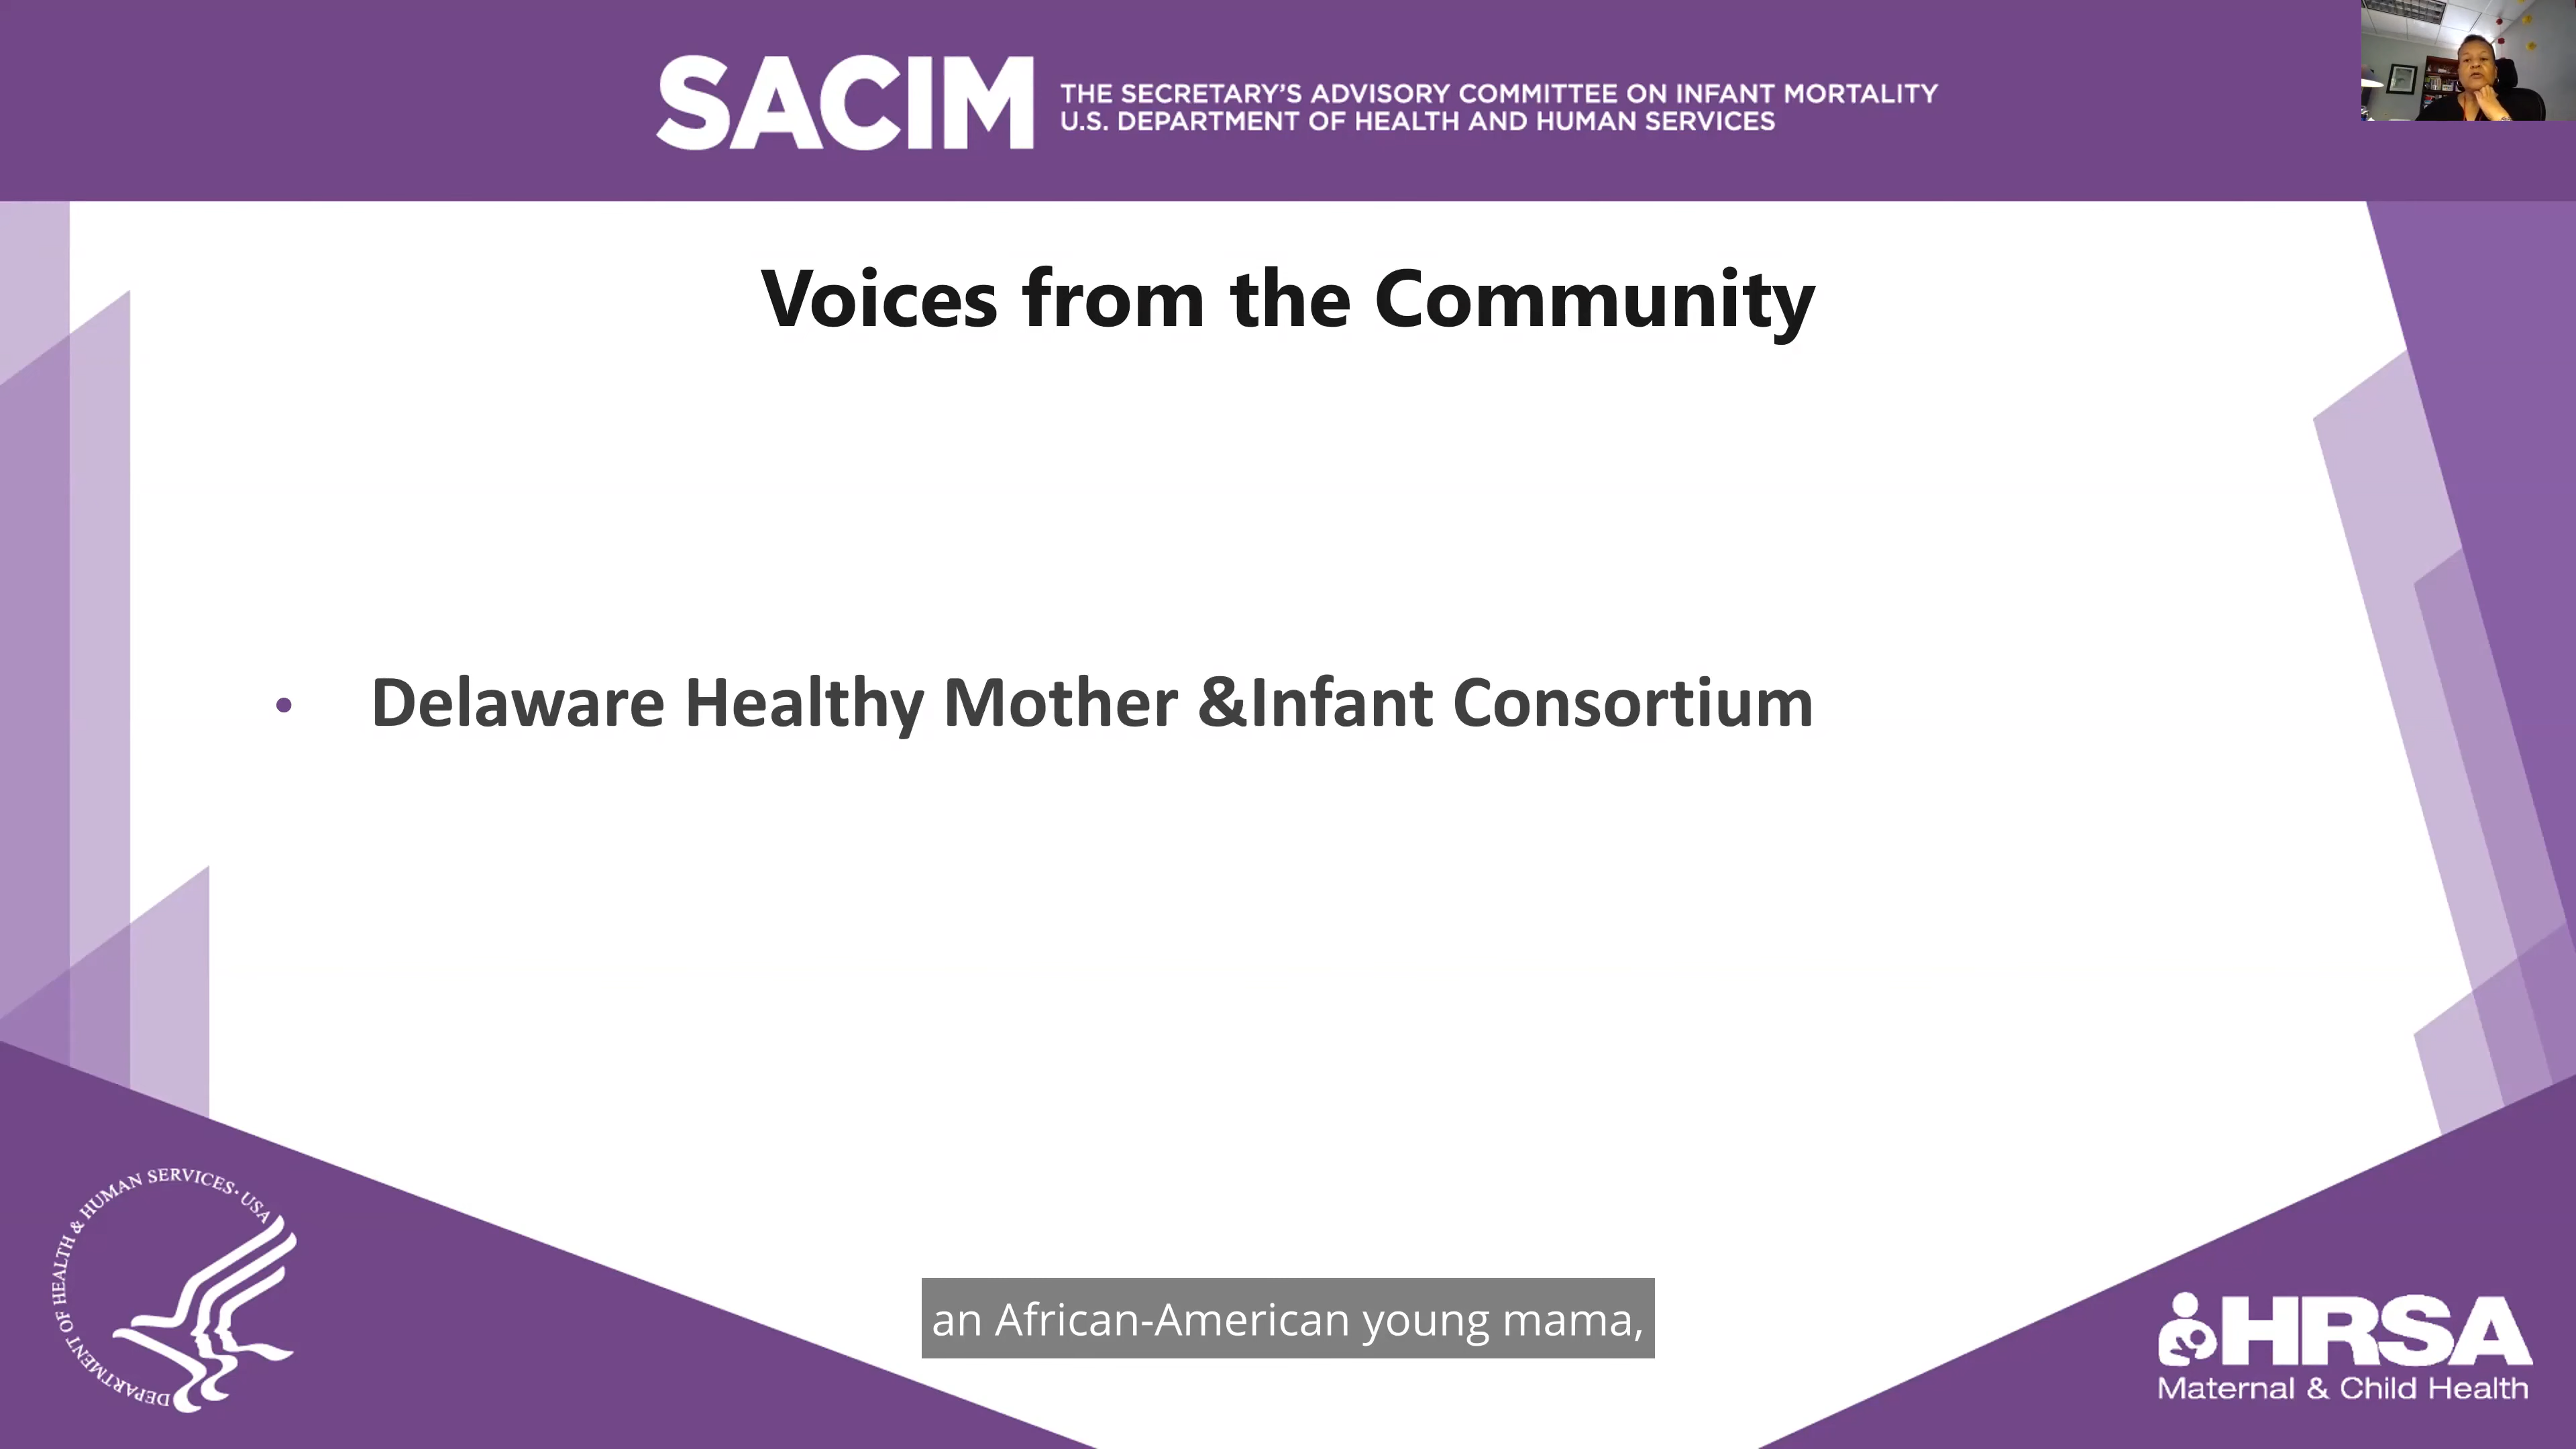 SACIM
THE SECRETARY'S ADVISORY COMMITTEE ON INFANT MORTALITY
U.S. DEPARTMENT OF HEALTH AND HUMAN SERVICES
Voices from the Community
• Delaware Healthy Mother &Infant Consortium
an African-American young mama,
DEPARTMENT OF HEALTH & HUMAN SERVICES • USA
HRSA
Maternal & Child Health